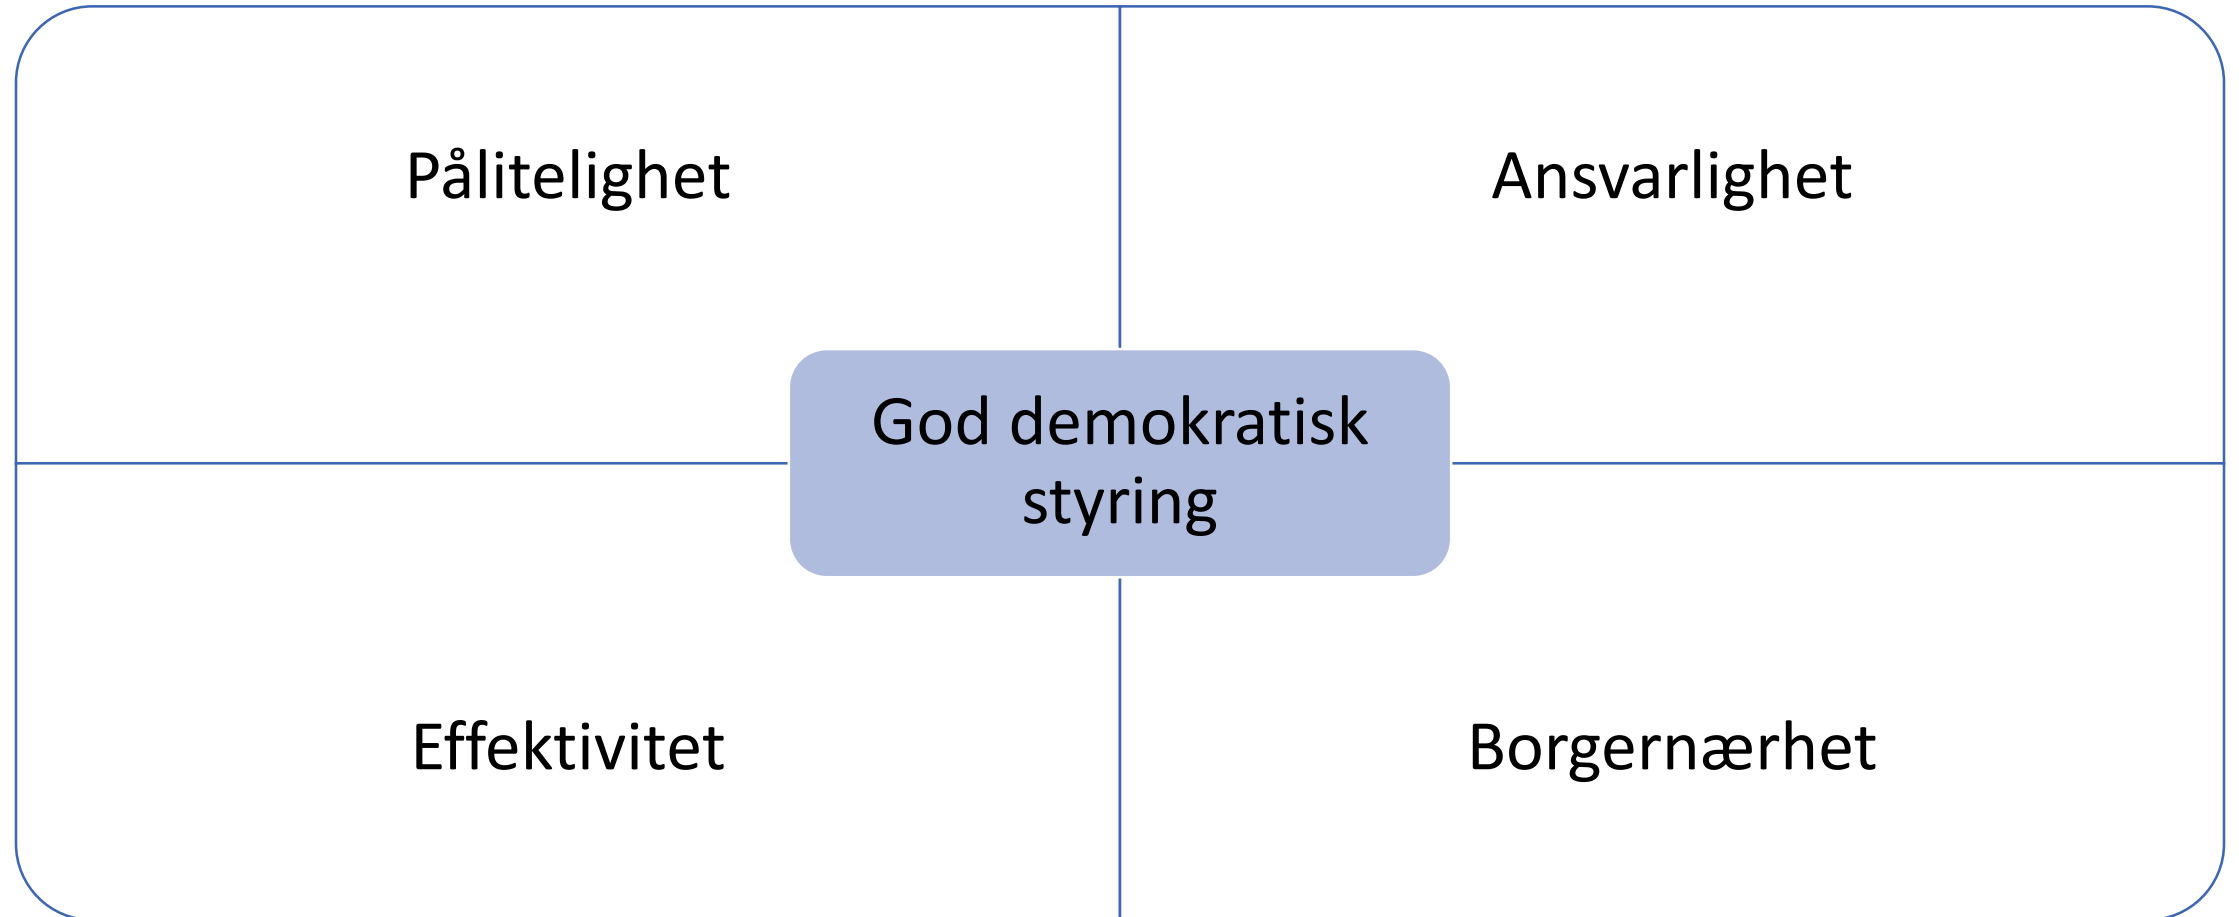 Pålitelighet
Ansvarlighet
God demokratisk
styring
Effektivitet
Borgernærhet